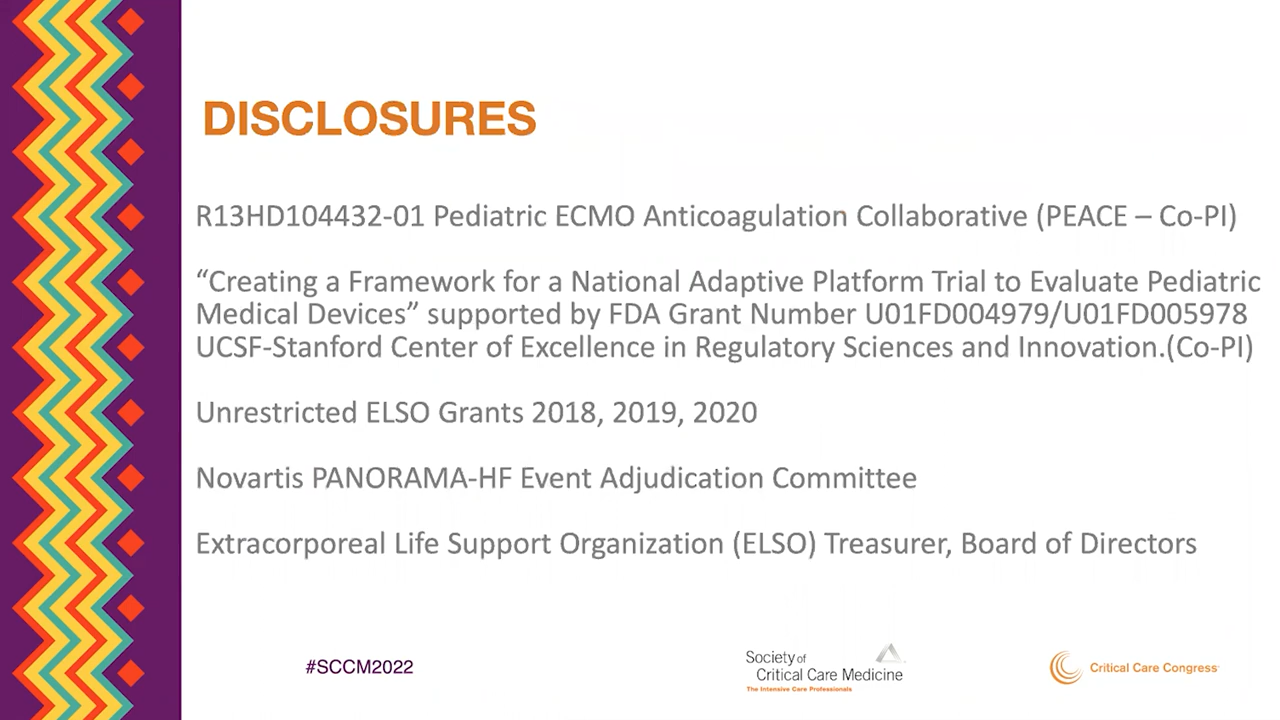 DISCLOSURES
R13HD104432-01 Pediatric ECMO Anticoagulation Collaborative (PEACE – Co-PI)
“Creating a Framework for a National Adaptive Platform Trial to Evaluate Pediatric
Medical Devices” supported by FDA Grant Number U01FD004979/U01FD005978
UCSF-Stanford Center of Excellence in Regulatory Sciences and Innovation.(Co-PI)
Unrestricted ELSO Grants 2018, 2019, 2020
Novartis PANORAMA-HF Event Adjudication Committee
Extracorporeal Life Support Organization (ELSO) Treasurer, Board of Directors
#SCCM2022
Society of
Critical Care Medicine
The Intensive Care Professionals
Critical Care Congress